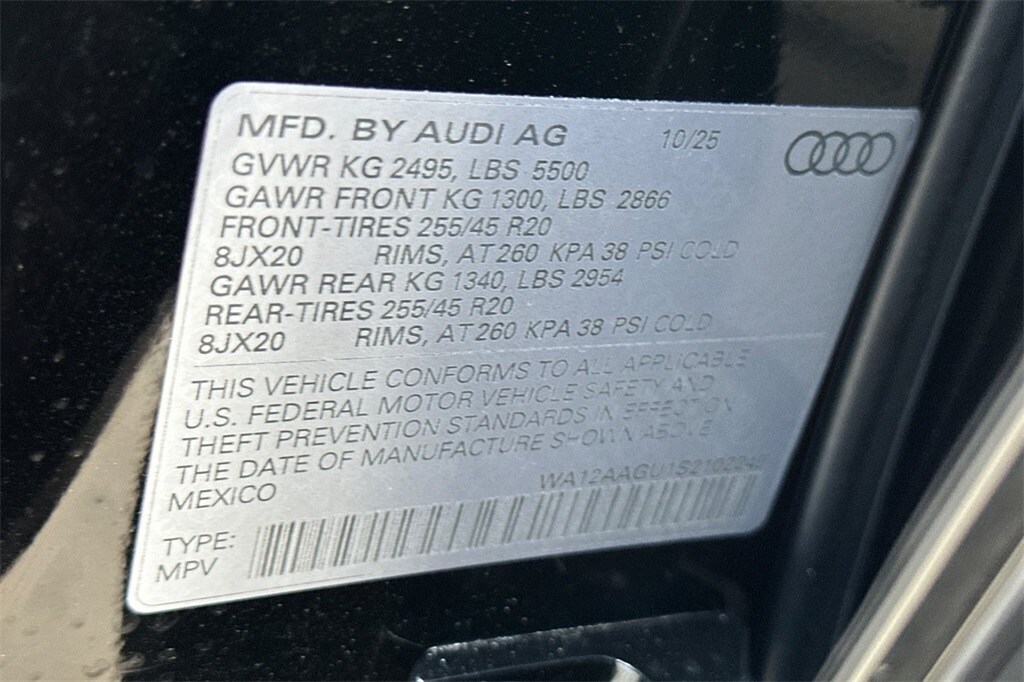 MFD. BY AUDI AG 10/25
GVWR KG 2495, LBS 5500
GAWR FRONT KG 1300, LBS 2866
FRONT-TIRES 255/45 R20
8JX20 RIMS, AT 260 KPA 38 PSI COLD
GAWR REAR KG 1340, LBS 2954
REAR-TIRES 255/45 R20
8JX20 RIMS, AT 260 KPA 38 PSI COLD
THIS VEHICLE CONFORMS TO ALL APPLICABLE
U.S. FEDERAL MOTOR VEHICLE SAFETY AND
THEFT PREVENTION STANDARDS IN EFFECT ON
THE DATE OF MANUFACTURE SHOWN ABOVE
MEXICO
TYPE:
MPV